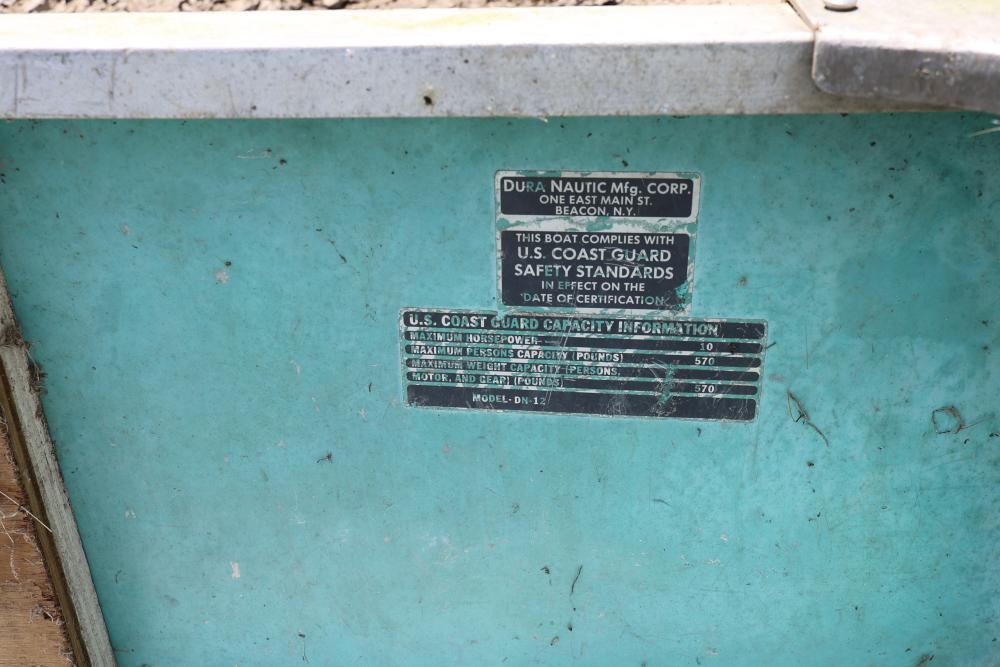 DURA NAUTIC Mfg. CORP.
ONE EAST MAIN ST.
BEACON, N.Y.
THIS BOAT COMPLIES WITH
U.S. COAST GUARD
SAFETY STANDARDS
IN EFFECT ON THE
DATE OF CERTIFICATION
U.S. COAST GUARD CAPACITY INFORMATION
MAXIMUM HORSEPOWER 10
MAXIMUM PERSONS CAPACITY (POUNDS) 570
MAXIMUM WEIGHT CAPACITY (PERSONS,
MOTOR, AND GEAR) (POUNDS) 570
MODEL-DN-12